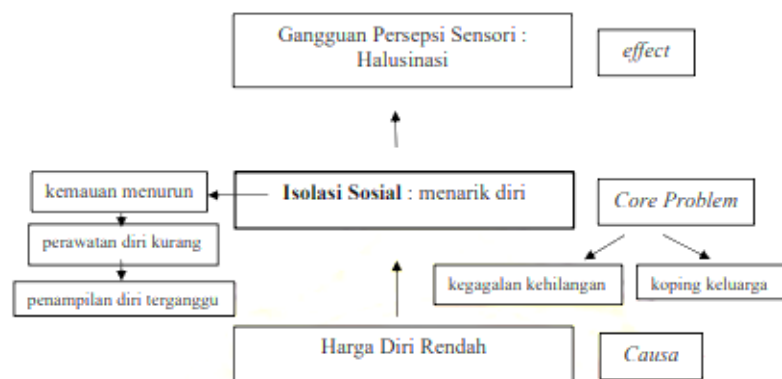 Gangguan Persepsi Sensori :
Halusinasi
effect
kemauan menurun
Isolasi Sosial : menarik diri
Core Problem
perawatan diri kurang
kegagalan kehilangan
koping keluarga
penampilan diri terganggu
Harga Diri Rendah
Causa